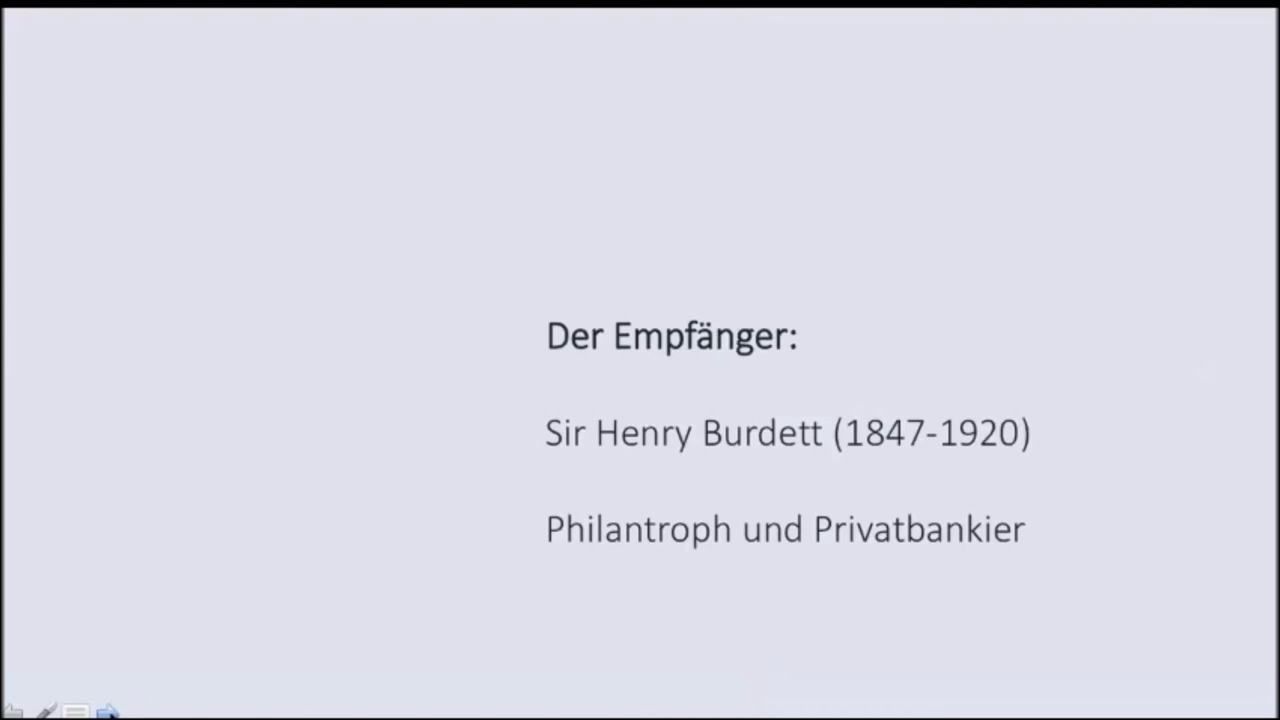 Der Empfänger:
Sir Henry Burdett (1847-1920)
Philantroph und Privatbankier